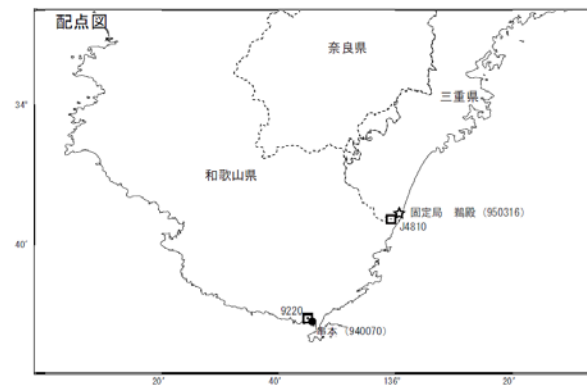 配点図
奈良県
34°
三重県
和歌山県
固定局 鵜殿（950316）
J4810
40'
9220
串本（940070）
20'
40'
136°
20'